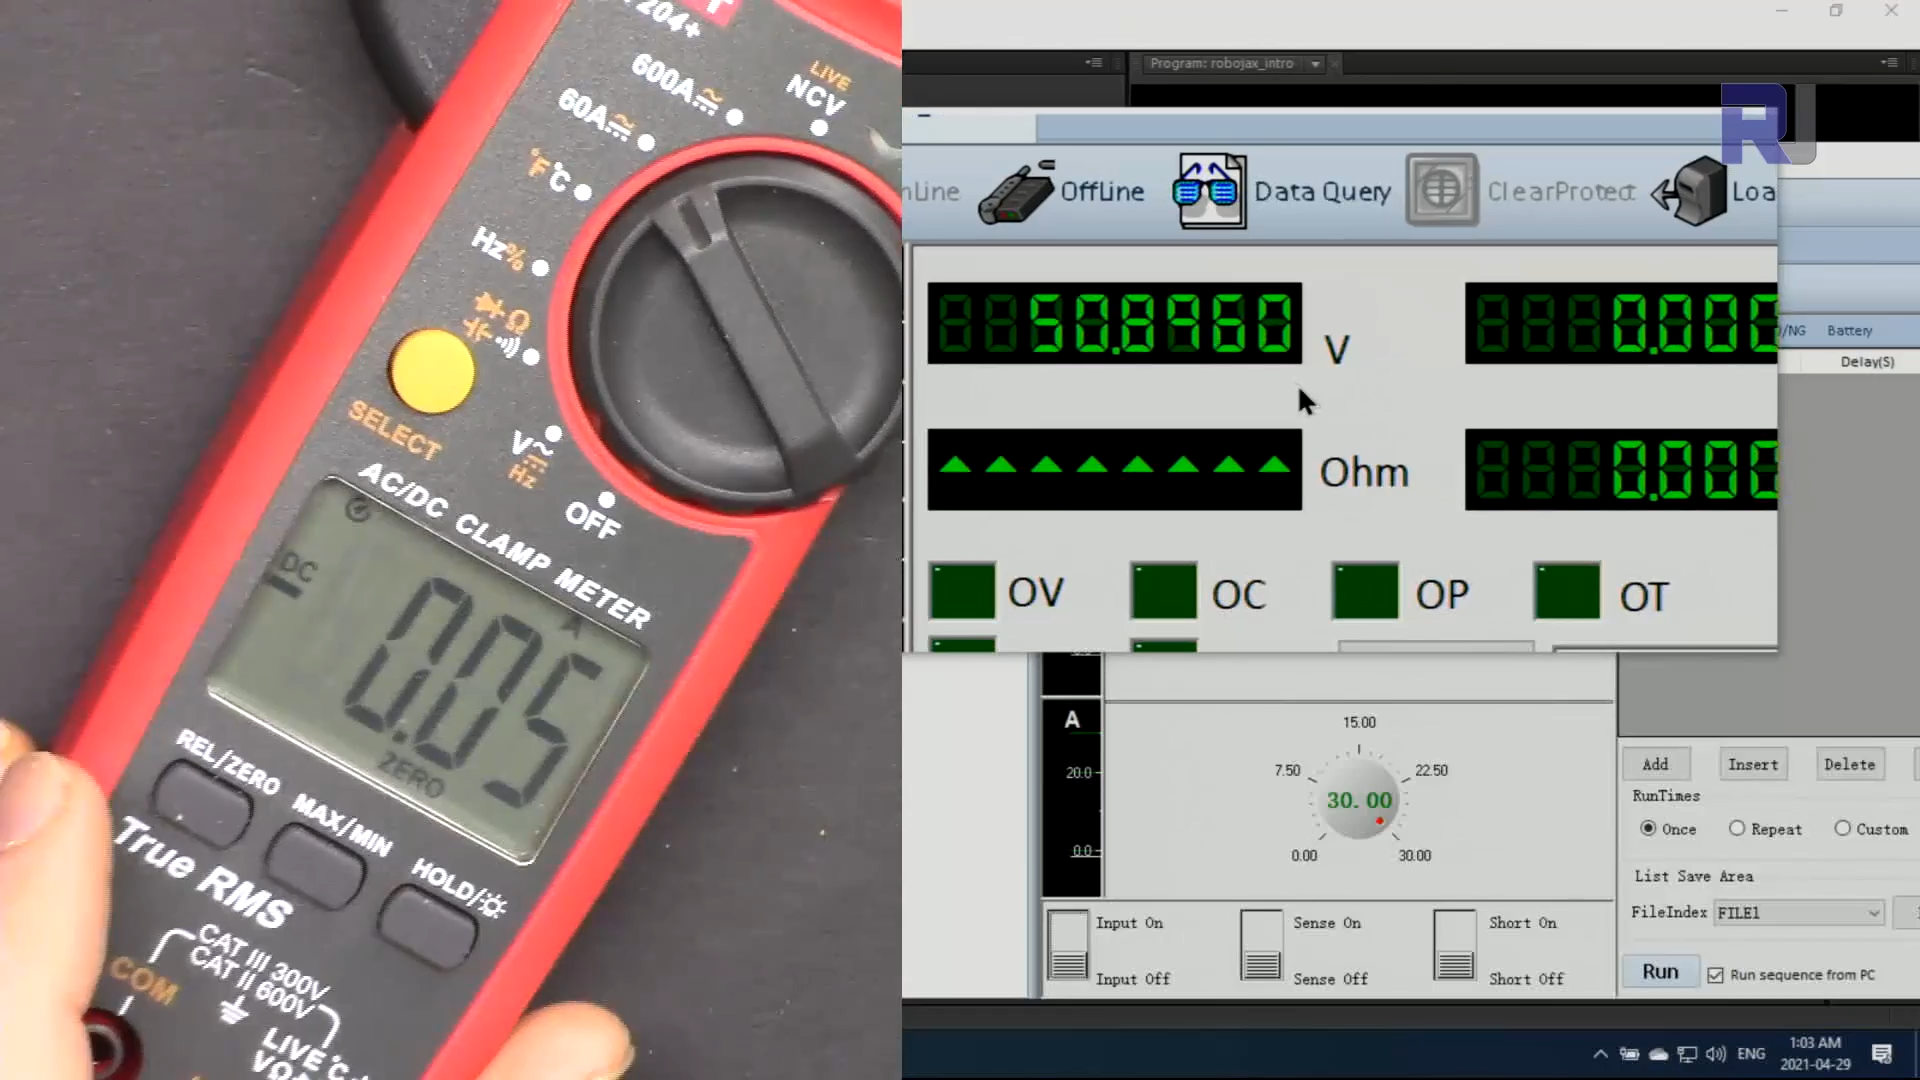 204+
600A
60A
LIVE
NCV
°F°C
Hz%
Ω
SELECT
V
Hz
OFF
AC/DC CLAMP METER
DC
A
0.05
ZERO
REL/ZERO
MAX/MIN
HOLD/
True RMS
CAT III 300V
CAT II 600V
COM
LIVE
Program: robojax_intro
RJ
OffLine
Data Query
ClearProtect
50.8460
V
0.000
/NG
Battery
Delay(S)
Ohm
0.000
OV
OC
OP
OT
A
20.0
0.0
15.00
7.50
22.50
30.00
0.00
30.00
Add
Insert
Delete
RunTimes
Once
Repeat
Custom
List Save Area
FileIndex
FILE1
Input On
Sense On
Short On
Input Off
Sense Off
Short Off
Run
Run sequence from PC
ENG
1:03 AM
2021-04-29